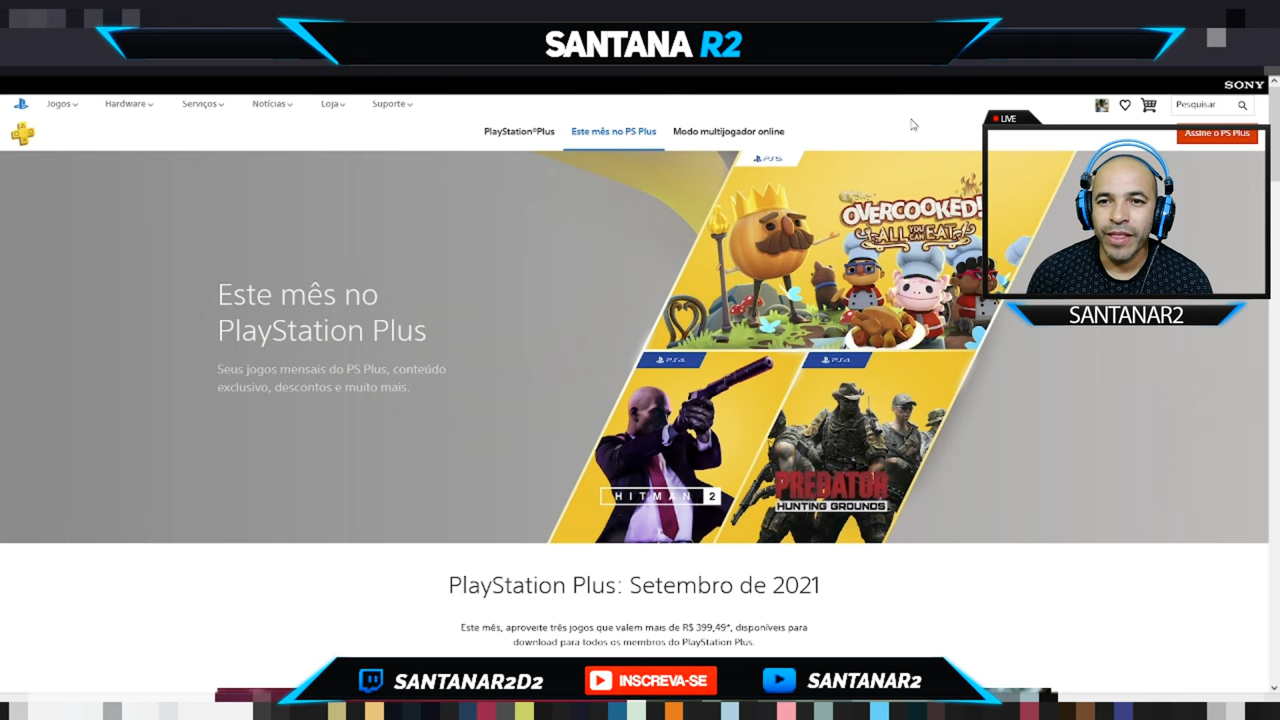 SANTANA R2
SONY
Jogos Hardware Serviços Notícias Loja Suporte
Pesquisar
PlayStation®Plus Este mês no PS Plus Modo multijogador online
LIVE
Assine o PS Plus
PS5
OVERCOOKED!
ALL YOU CAN EAT
Este mês no
PlayStation Plus
SANTANAR2
Seus jogos mensais do PS Plus, conteúdo
exclusivo, descontos e muito mais.
PS4 PS4
HITMAN 2
PREDATOR
HUNTING GROUNDS
PlayStation Plus: Setembro de 2021
Este mês, aproveite três jogos que valem mais de R$ 399,49*, disponíveis para
download para todos os membros do PlayStation Plus.
SANTANAR2D2 INSCREVA-SE SANTANAR2